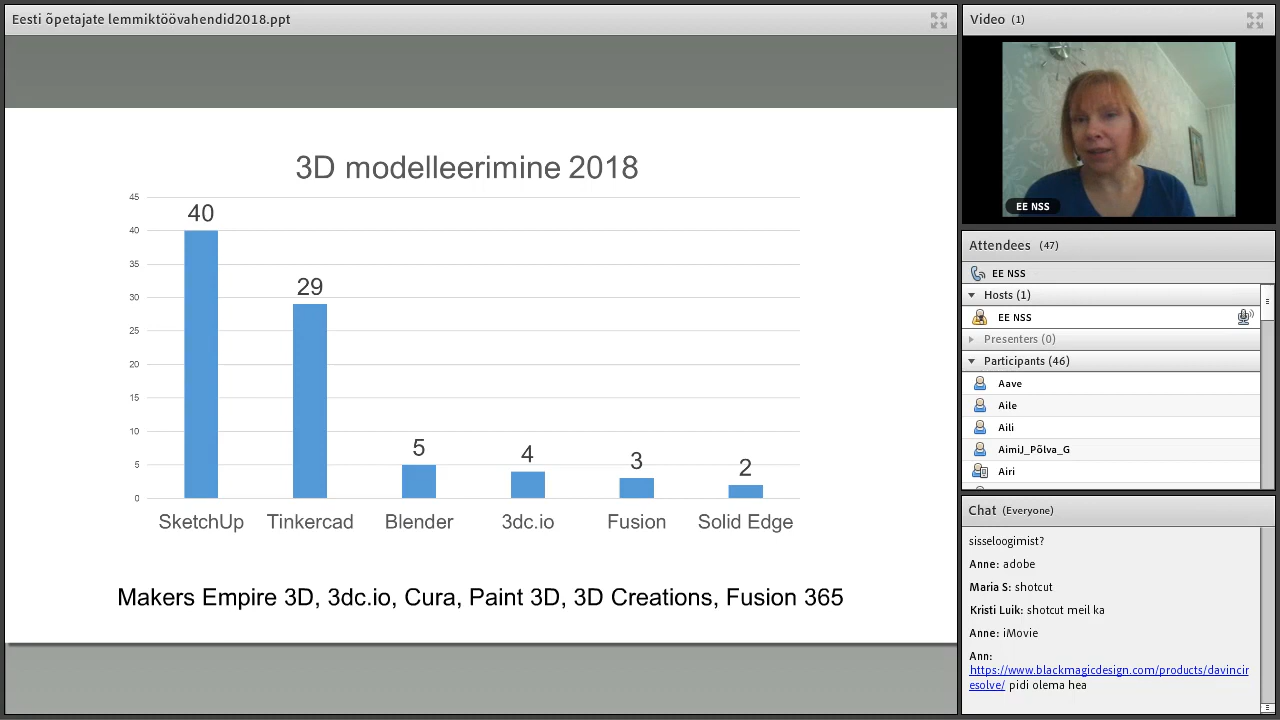 Eesti õpetajate lemmiktöövahendid2018.ppt
3D modelleerimine 2018
45
40
35
30
25
20
15
10
5
0
40
29
5
4
3
2
SketchUp
Tinkercad
Blender
3dc.io
Fusion
Solid Edge
Makers Empire 3D, 3dc.io, Cura, Paint 3D, 3D Creations, Fusion 365
Video (1)
EE NSS
Attendees (47)
EE NSS
Hosts (1)
EE NSS
Presenters (0)
Participants (46)
Aave
Aile
Aili
AimiJ_Põlva_G
Airi
Chat (Everyone)
sisseloogimist?
Anne: adobe
Maria S: shotcut
Kristi Luik: shotcut meil ka
Anne: iMovie
Ann:
https://www.blackmagicdesign.com/products/davincir
esolve/ pidi olema hea